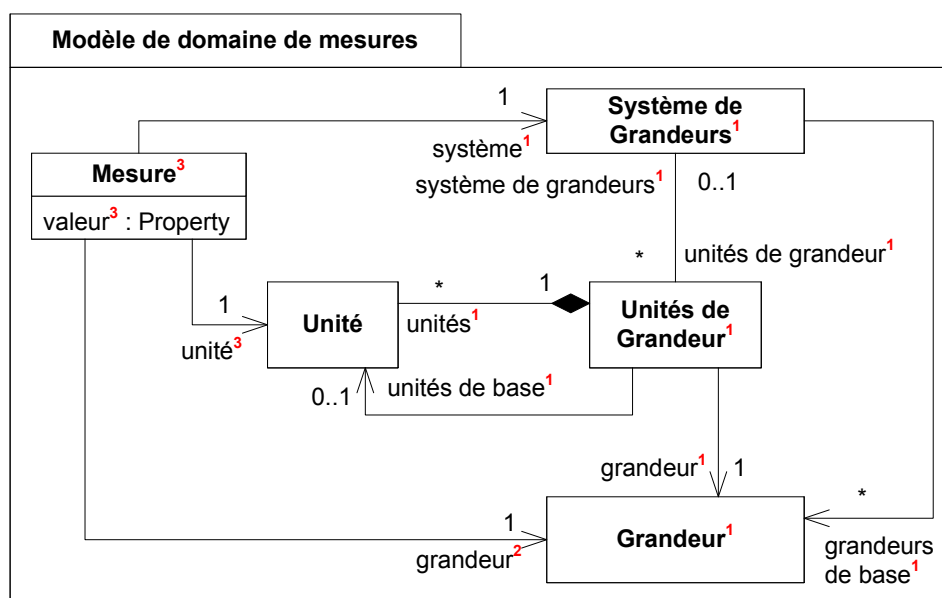 Modèle de domaine de mesures
1
Système de
Grandeurs¹
système¹
Mesure³
valeur³ : Property
système de grandeurs¹
0..1
*
unités de grandeur¹
1
unité³
Unité
*
unités¹
1
Unités de
Grandeur¹
0..1
unités de base¹
grandeur¹
1
*
grandeurs
de base¹
1
grandeur²
Grandeur¹